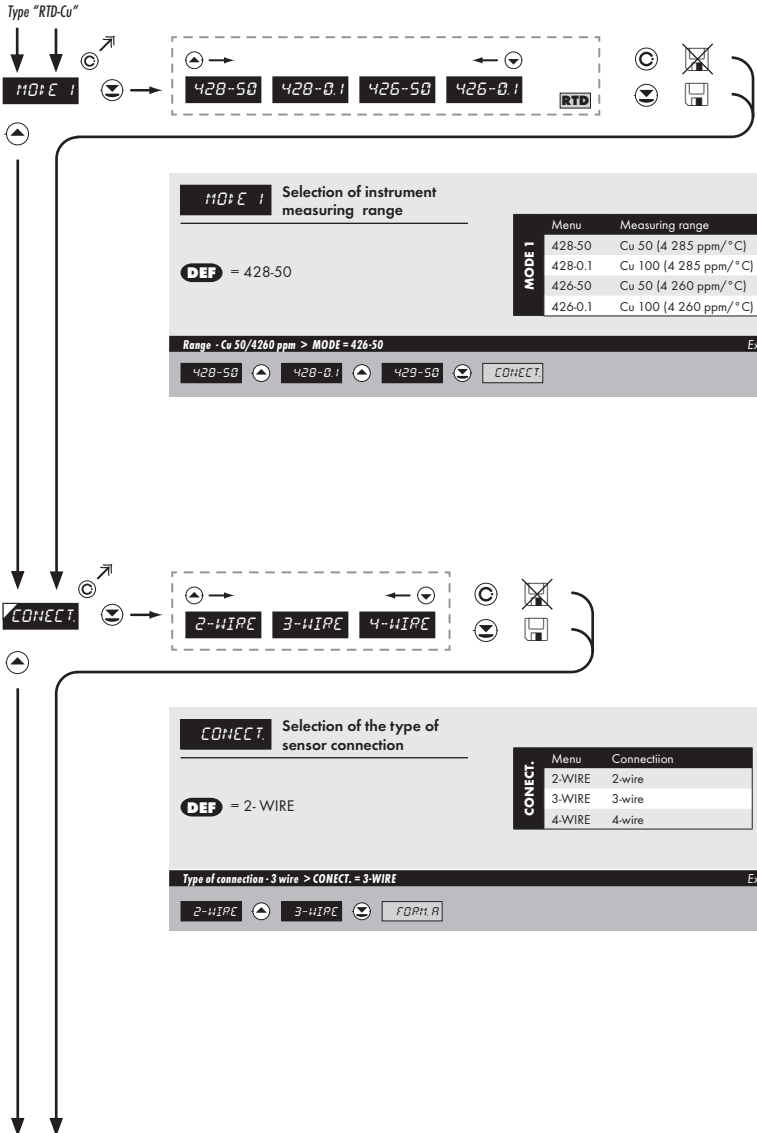 Type "RTD-Cu"
MODE 1
428-50 428-0.1 426-50 426-0.1
RTD
MODE 1
Selection of instrument
measuring range
DEF = 428-50
MODE 1
Menu Measuring range
428-50 Cu 50 (4 285 ppm/°C)
428-0.1 Cu 100 (4 285 ppm/°C)
426-50 Cu 50 (4 260 ppm/°C)
426-0.1 Cu 100 (4 260 ppm/°C)
Range - Cu 50/4260 ppm > MODE = 426-50 Ex
428-50 428-0.1 429-50 CONECT.
CONECT.
2-WIRE 3-WIRE 4-WIRE
CONECT.
Selection of the type of
sensor connection
DEF = 2- WIRE
CONECT.
Menu Connectiion
2-WIRE 2-wire
3-WIRE 3-wire
4-WIRE 4-wire
Type of connection - 3 wire > CONECT. = 3-WIRE Ex
2-WIRE 3-WIRE FORM. A